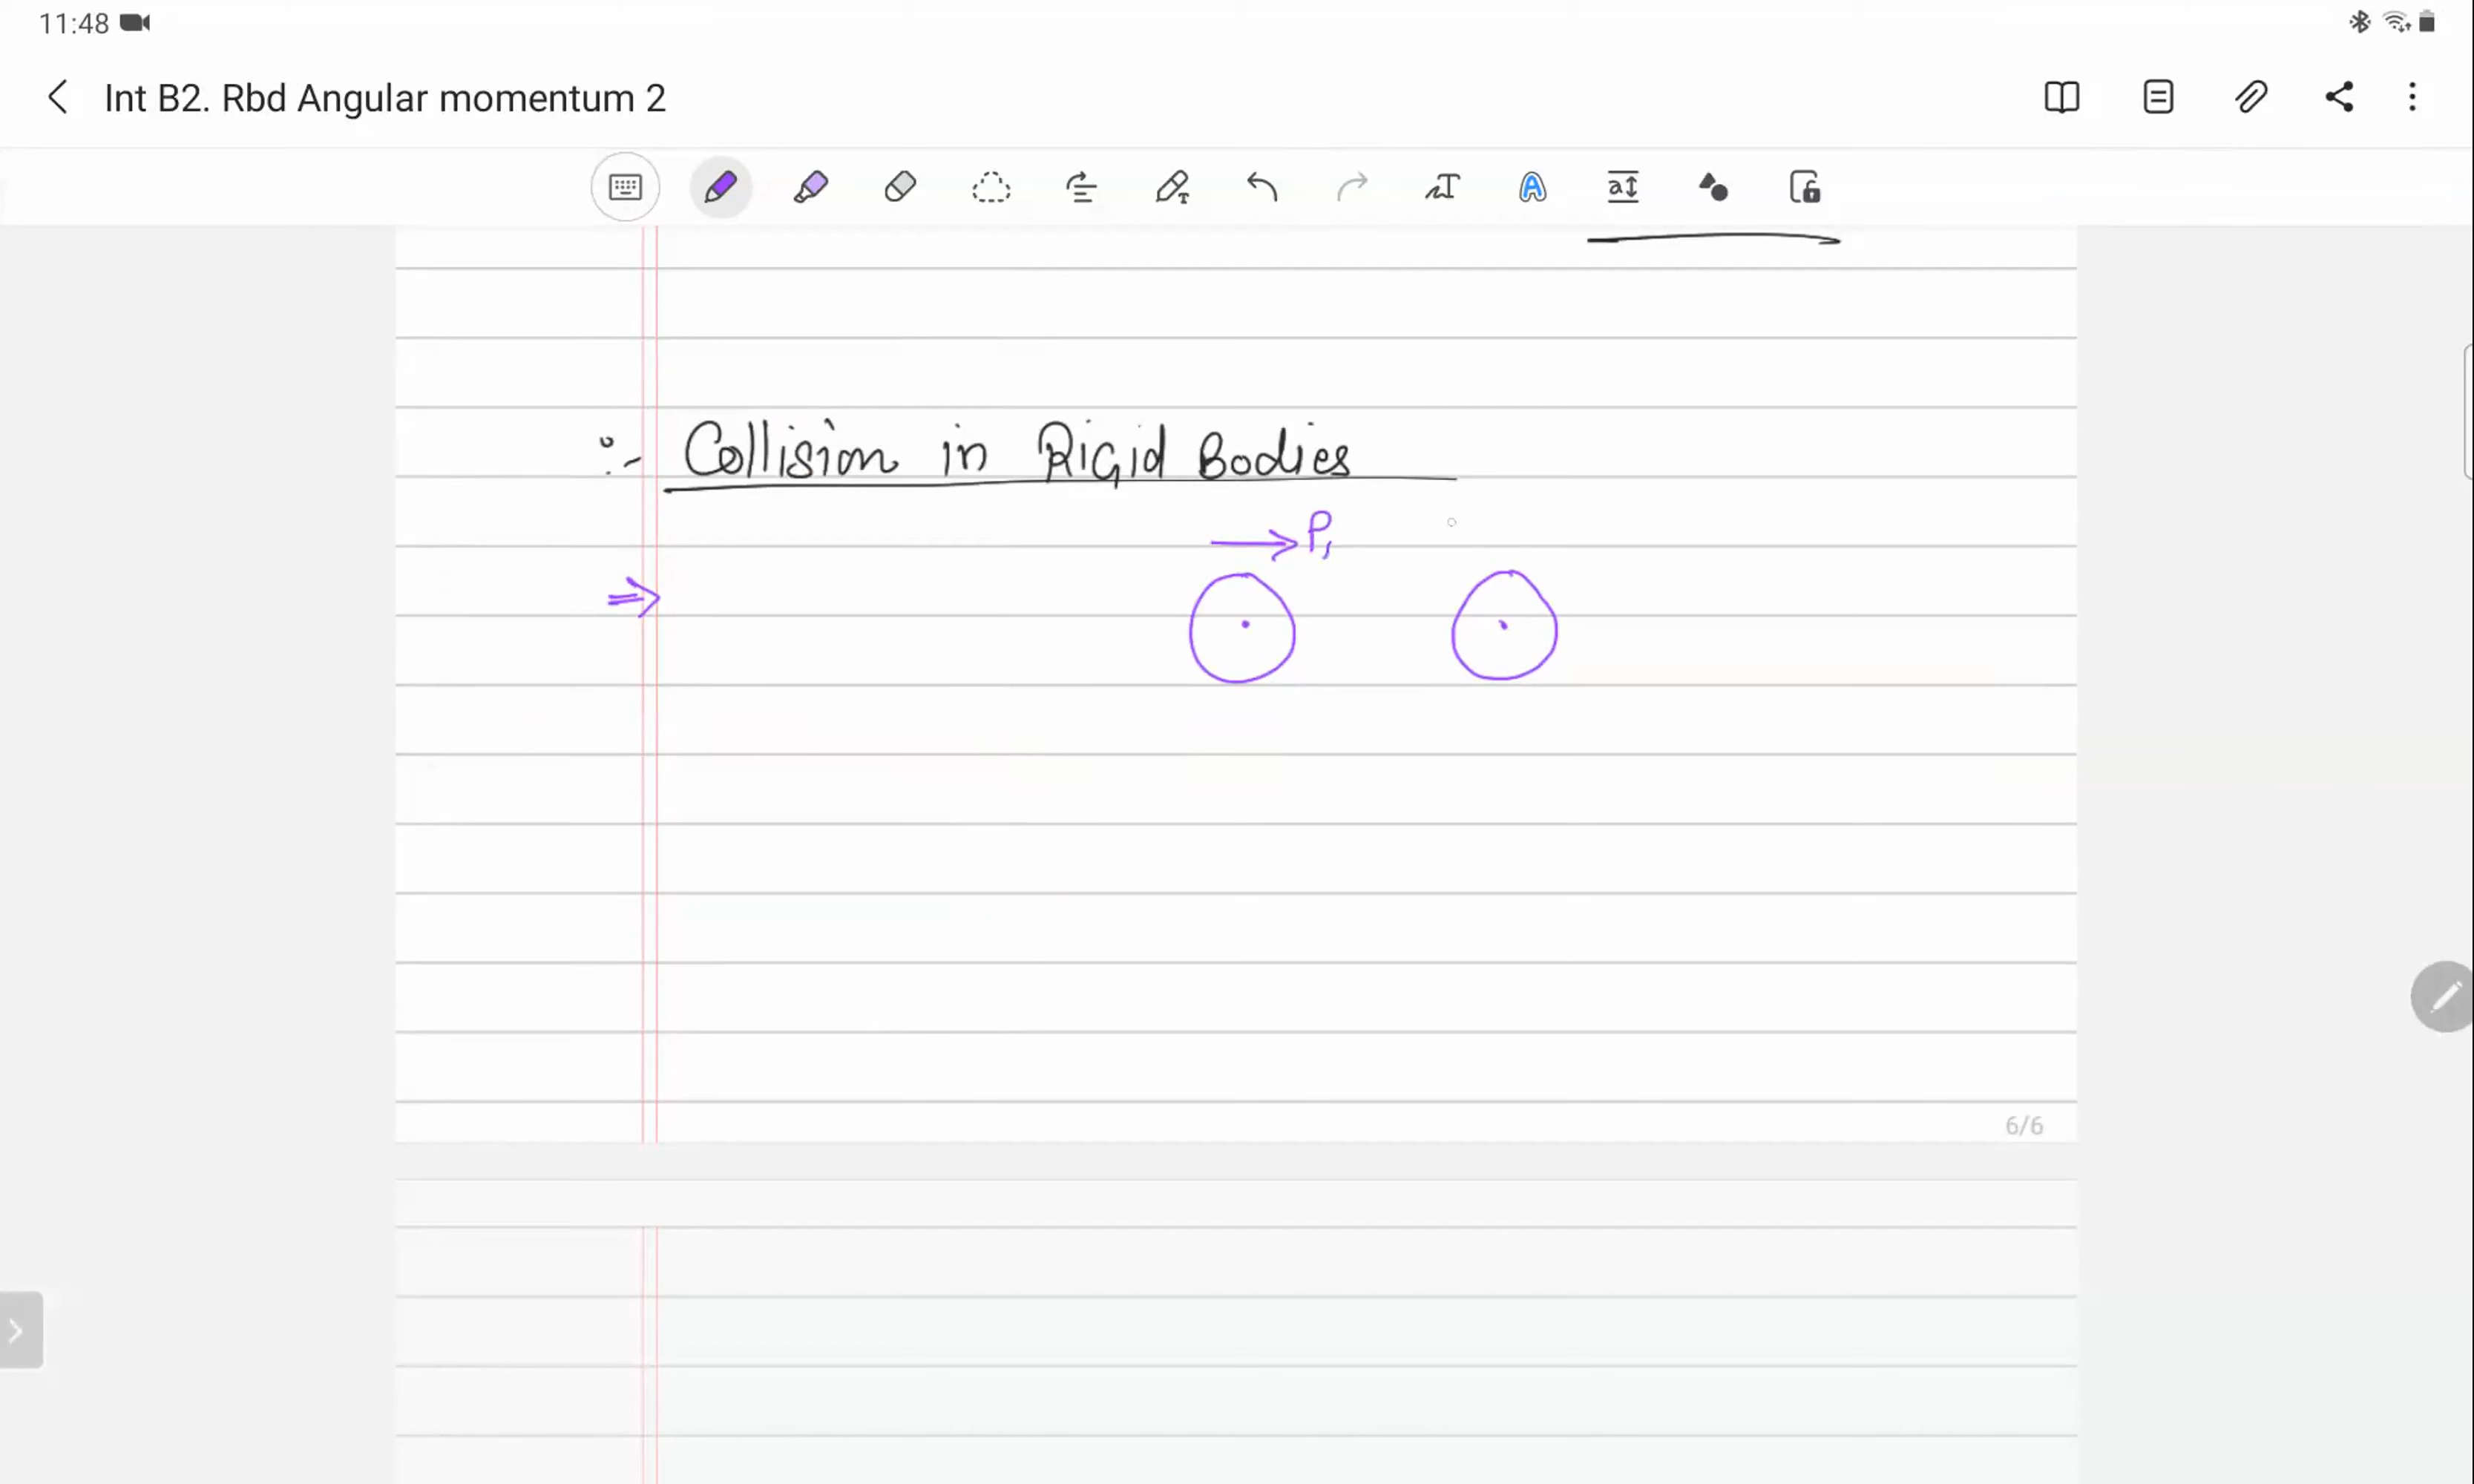 11:48
Int B2. Rbd Angular momentum 2
:- Collision in Rigid Bodies
→ P₁
⇒
6/6